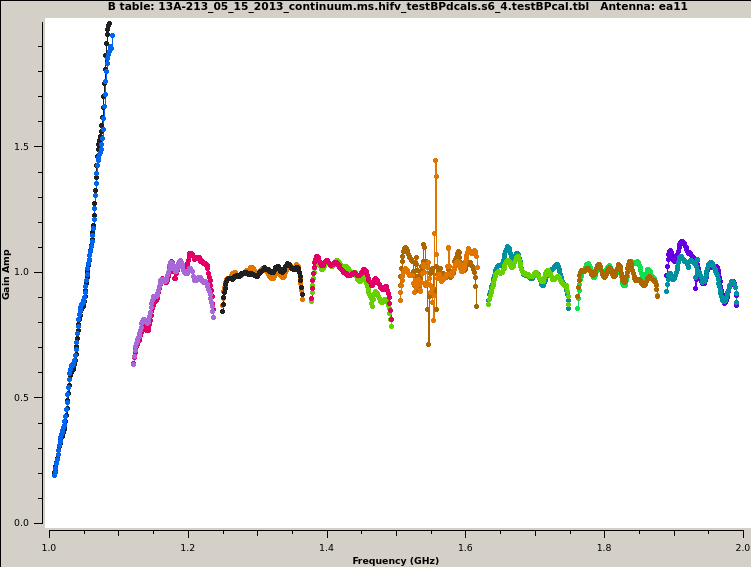 B table: 13A-213_05_15_2013_continuum.ms.hifv_testBPdcals.s6_4.testBPcal.tbl Antenna: ea11
Gain Amp
1.5
1.0
0.5
0.0
1.0 1.2 1.4 1.6 1.8 2.0
Frequency (GHz)